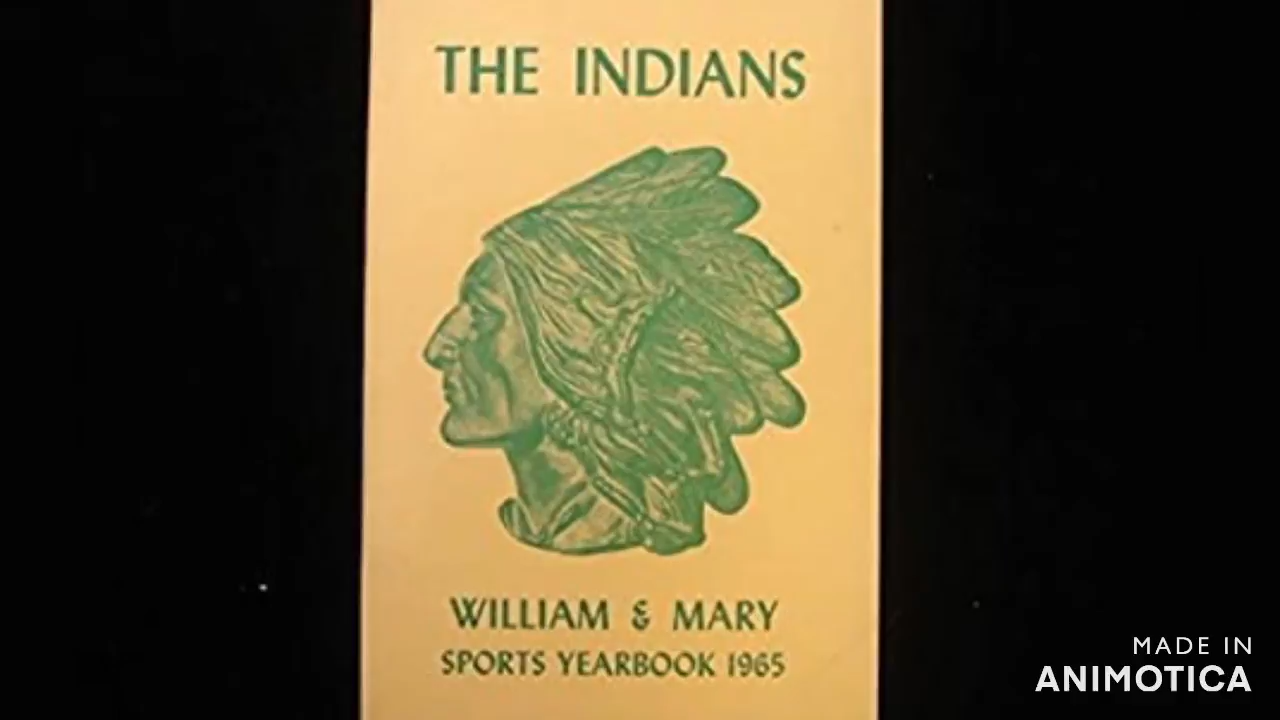 THE INDIANS
WILLIAM & MARY
SPORTS YEARBOOK 1965
MADE IN
ANIMOTICA